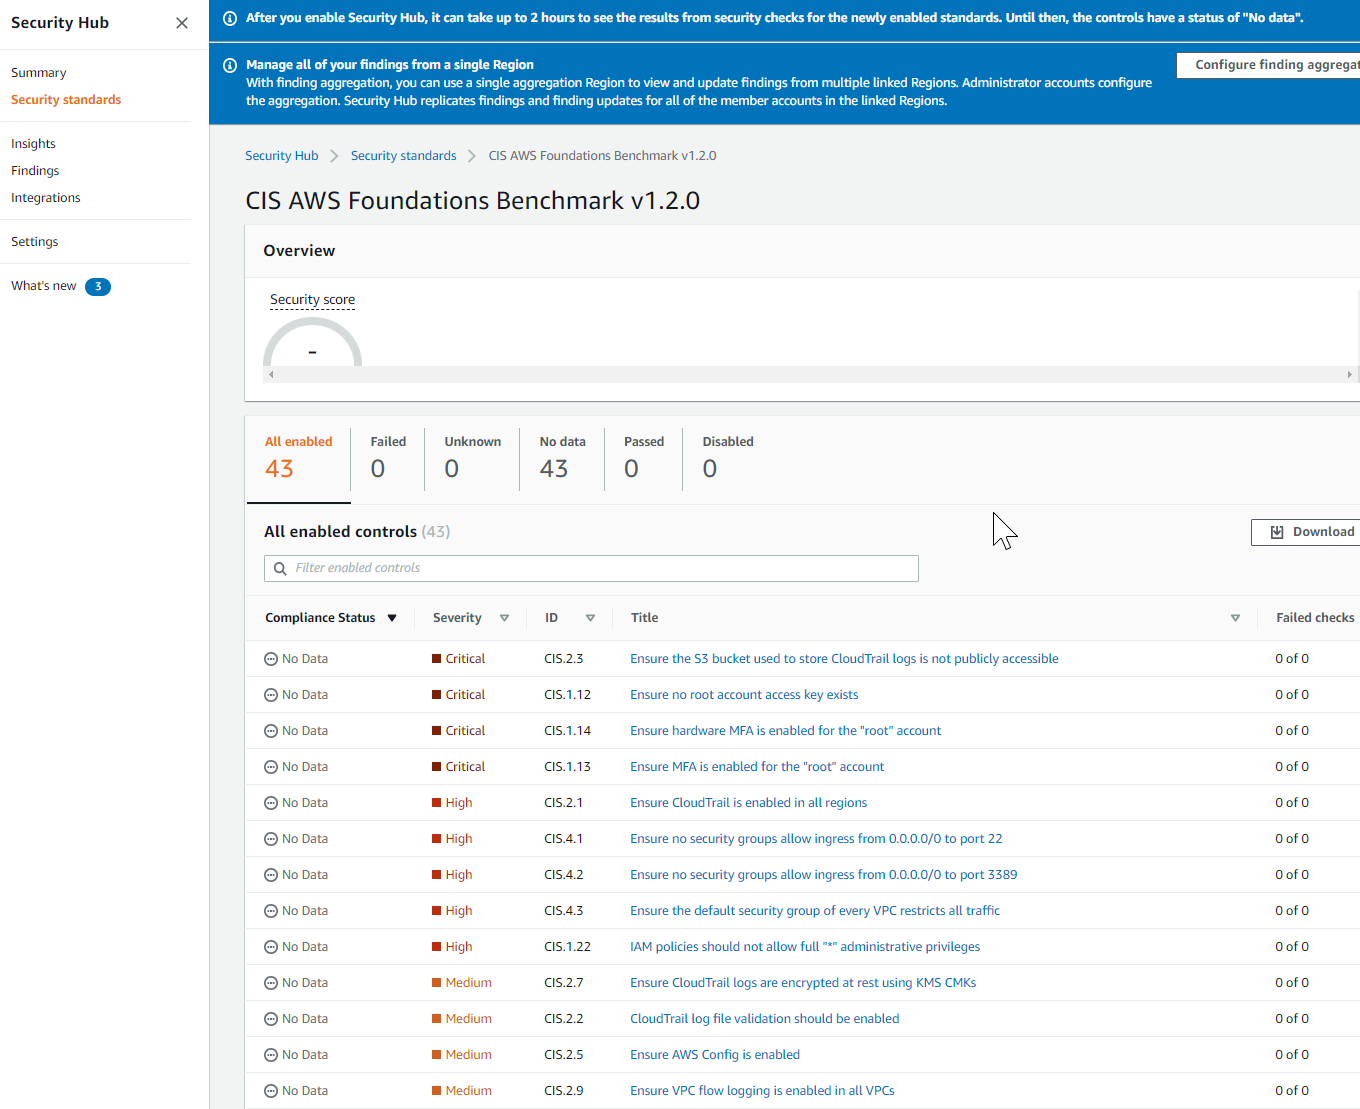 Security Hub
Summary
Security standards
Insights
Findings
Integrations
Settings
What's new 3
After you enable Security Hub, it can take up to 2 hours to see the results from security checks for the newly enabled standards. Until then, the controls have a status of "No data".
Manage all of your findings from a single Region
With finding aggregation, you can use a single aggregation Region to view and update findings from multiple linked Regions. Administrator accounts configure
the aggregation. Security Hub replicates findings and finding updates for all of the member accounts in the linked Regions.
Configure finding aggregat
Security Hub > Security standards > CIS AWS Foundations Benchmark v1.2.0
CIS AWS Foundations Benchmark v1.2.0
Overview
Security score
-
All enabled Failed Unknown No data Passed Disabled
43 0 0 43 0 0
All enabled controls (43)
Download
Filter enabled controls
Compliance Status Severity ID Title Failed checks
No Data Critical CIS.2.3 Ensure the S3 bucket used to store CloudTrail logs is not publicly accessible 0 of 0
No Data Critical CIS.1.12 Ensure no root account access key exists 0 of 0
No Data Critical CIS.1.14 Ensure hardware MFA is enabled for the "root" account 0 of 0
No Data Critical CIS.1.13 Ensure MFA is enabled for the "root" account 0 of 0
No Data High CIS.2.1 Ensure CloudTrail is enabled in all regions 0 of 0
No Data High CIS.4.1 Ensure no security groups allow ingress from 0.0.0.0/0 to port 22 0 of 0
No Data High CIS.4.2 Ensure no security groups allow ingress from 0.0.0.0/0 to port 3389 0 of 0
No Data High CIS.4.3 Ensure the default security group of every VPC restricts all traffic 0 of 0
No Data High CIS.1.22 IAM policies should not allow full "*" administrative privileges 0 of 0
No Data Medium CIS.2.7 Ensure CloudTrail logs are encrypted at rest using KMS CMKs 0 of 0
No Data Medium CIS.2.2 CloudTrail log file validation should be enabled 0 of 0
No Data Medium CIS.2.5 Ensure AWS Config is enabled 0 of 0
No Data Medium CIS.2.9 Ensure VPC flow logging is enabled in all VPCs 0 of 0